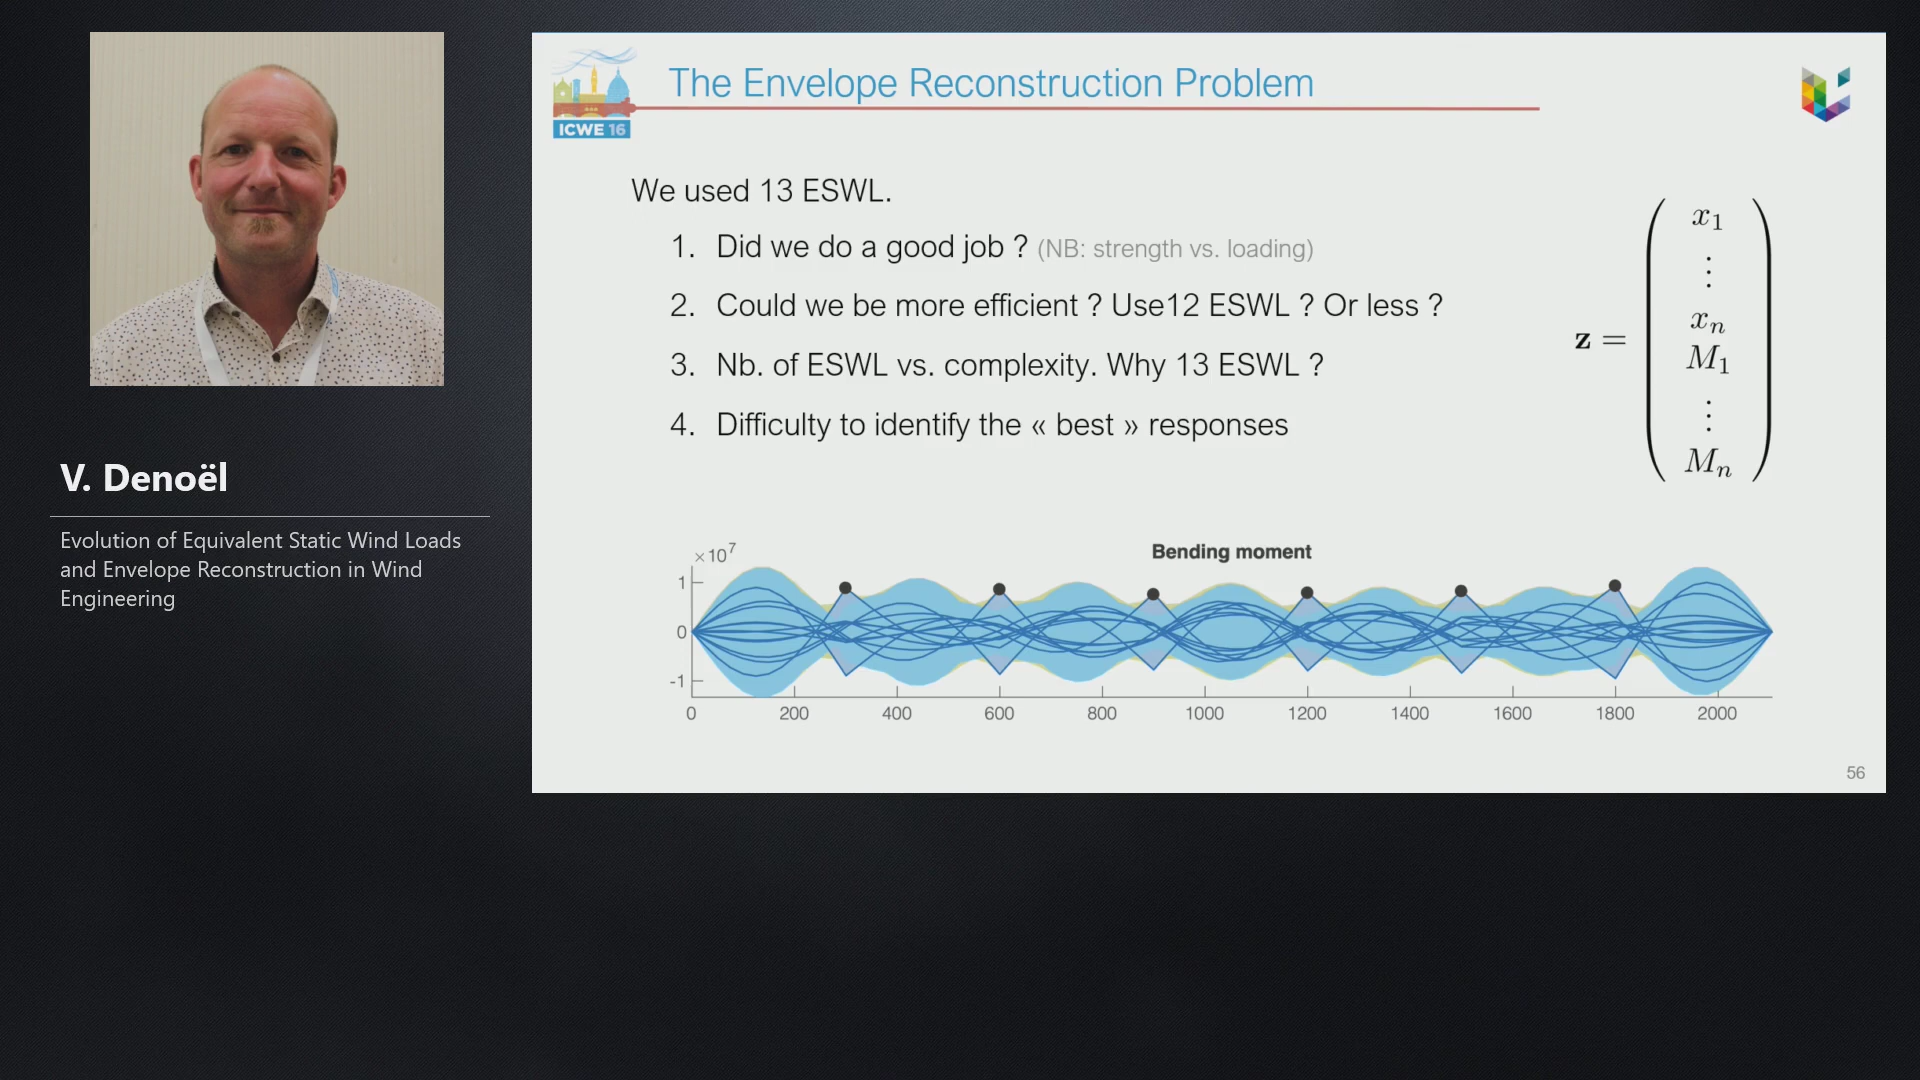 V. Denoël
Evolution of Equivalent Static Wind Loads
and Envelope Reconstruction in Wind
Engineering
ICWE 16
The Envelope Reconstruction Problem
We used 13 ESWL.
1. Did we do a good job ? (NB: strength vs. loading)
2. Could we be more efficient ? Use12 ESWL ? Or less ?
3. Nb. of ESWL vs. complexity. Why 13 ESWL ?
4. Difficulty to identify the « best » responses
z =
x₁
⋮
xₙ
M₁
⋮
Mₙ
Bending moment
×10⁷
1
0
-1
0 200 400 600 800 1000 1200 1400 1600 1800 2000
56